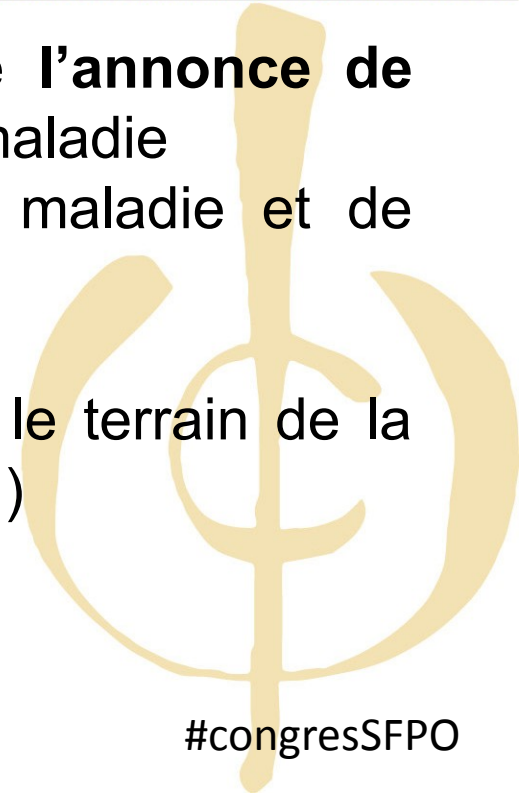 l’annonce de
maladie
maladie et de
le terrain de la
)
#congresSFPO